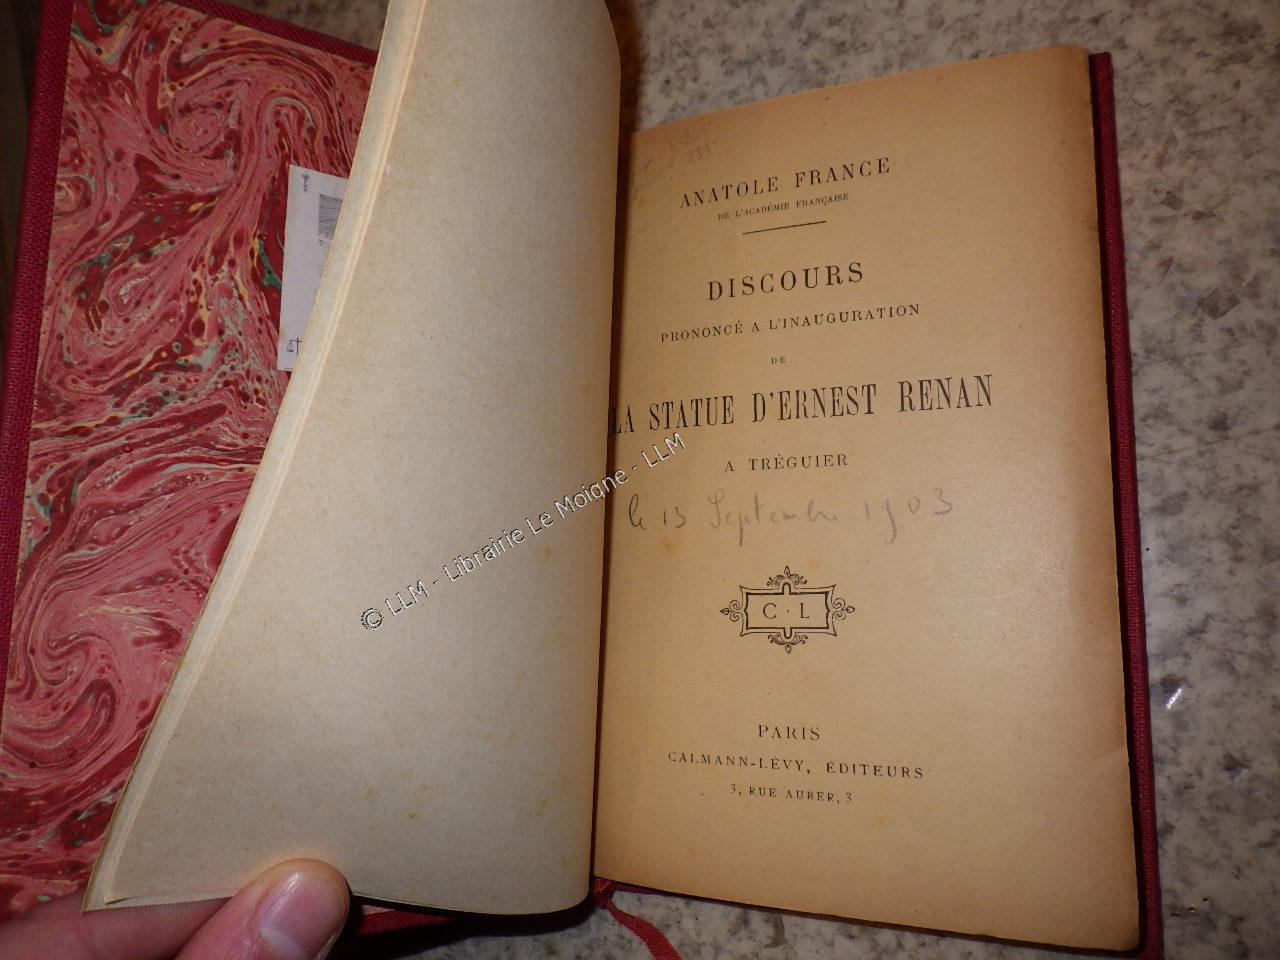 ANATOLE FRANCE
DE L'ACADÉMIE FRANÇAISE
DISCOURS
PRONONCÉ A L'INAUGURATION
DE
LA STATUE D'ERNEST RENAN
A TRÉGUIER
le 13 Septembre 1903
C · L
PARIS
CALMANN-LÉVY, ÉDITEURS
3, RUE AUBER, 3
© LLM - Librairie Le Moigne - LLM